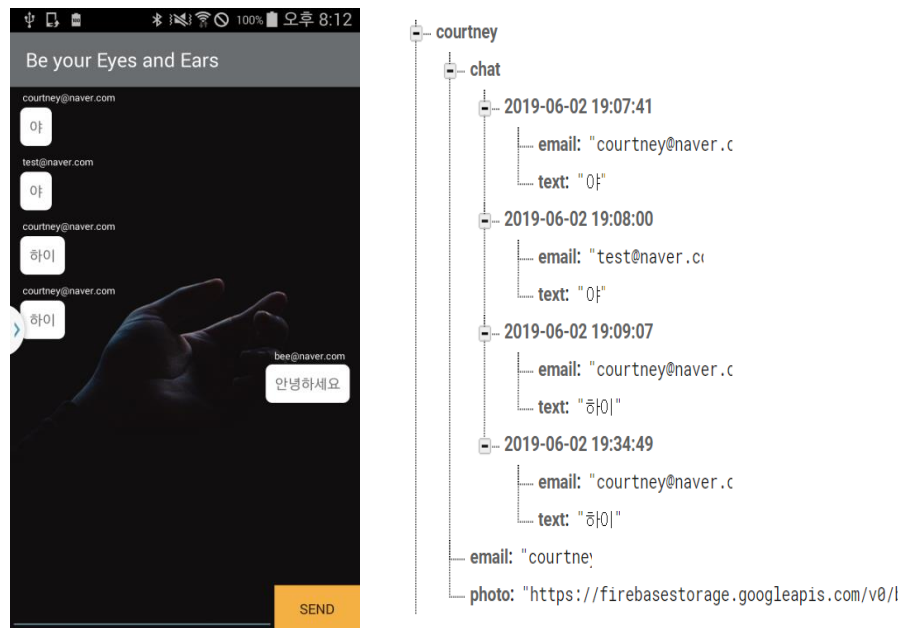 100% 오후 8:12
Be your Eyes and Ears
courtney@naver.com
야
test@naver.com
야
courtney@naver.com
하이
courtney@naver.com
하이
bee@naver.com
안녕하세요
SEND
courtney
chat
2019-06-02 19:07:41
email: "courtney@naver.c
text: "야"
2019-06-02 19:08:00
email: "test@naver.co
text: "야"
2019-06-02 19:09:07
email: "courtney@naver.c
text: "하이"
2019-06-02 19:34:49
email: "courtney@naver.c
text: "하이"
email: "courtney
photo: "https://firebasestorage.googleapis.com/v0/b